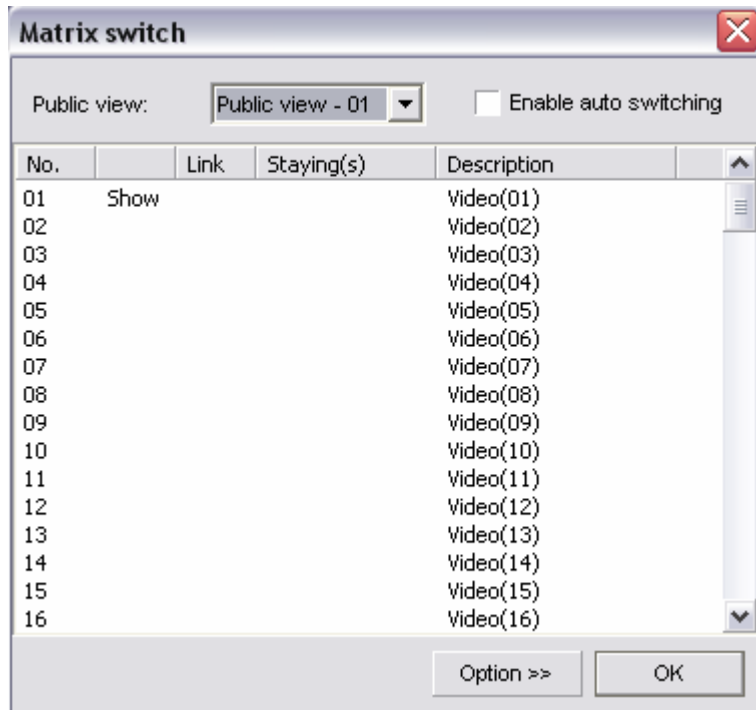 Matrix switch
Public view: Public view - 01 Enable auto switching
No. Link Staying(s) Description
01 Show Video(01)
02 Video(02)
03 Video(03)
04 Video(04)
05 Video(05)
06 Video(06)
07 Video(07)
08 Video(08)
09 Video(09)
10 Video(10)
11 Video(11)
12 Video(12)
13 Video(13)
14 Video(14)
15 Video(15)
16 Video(16)
Option >> OK